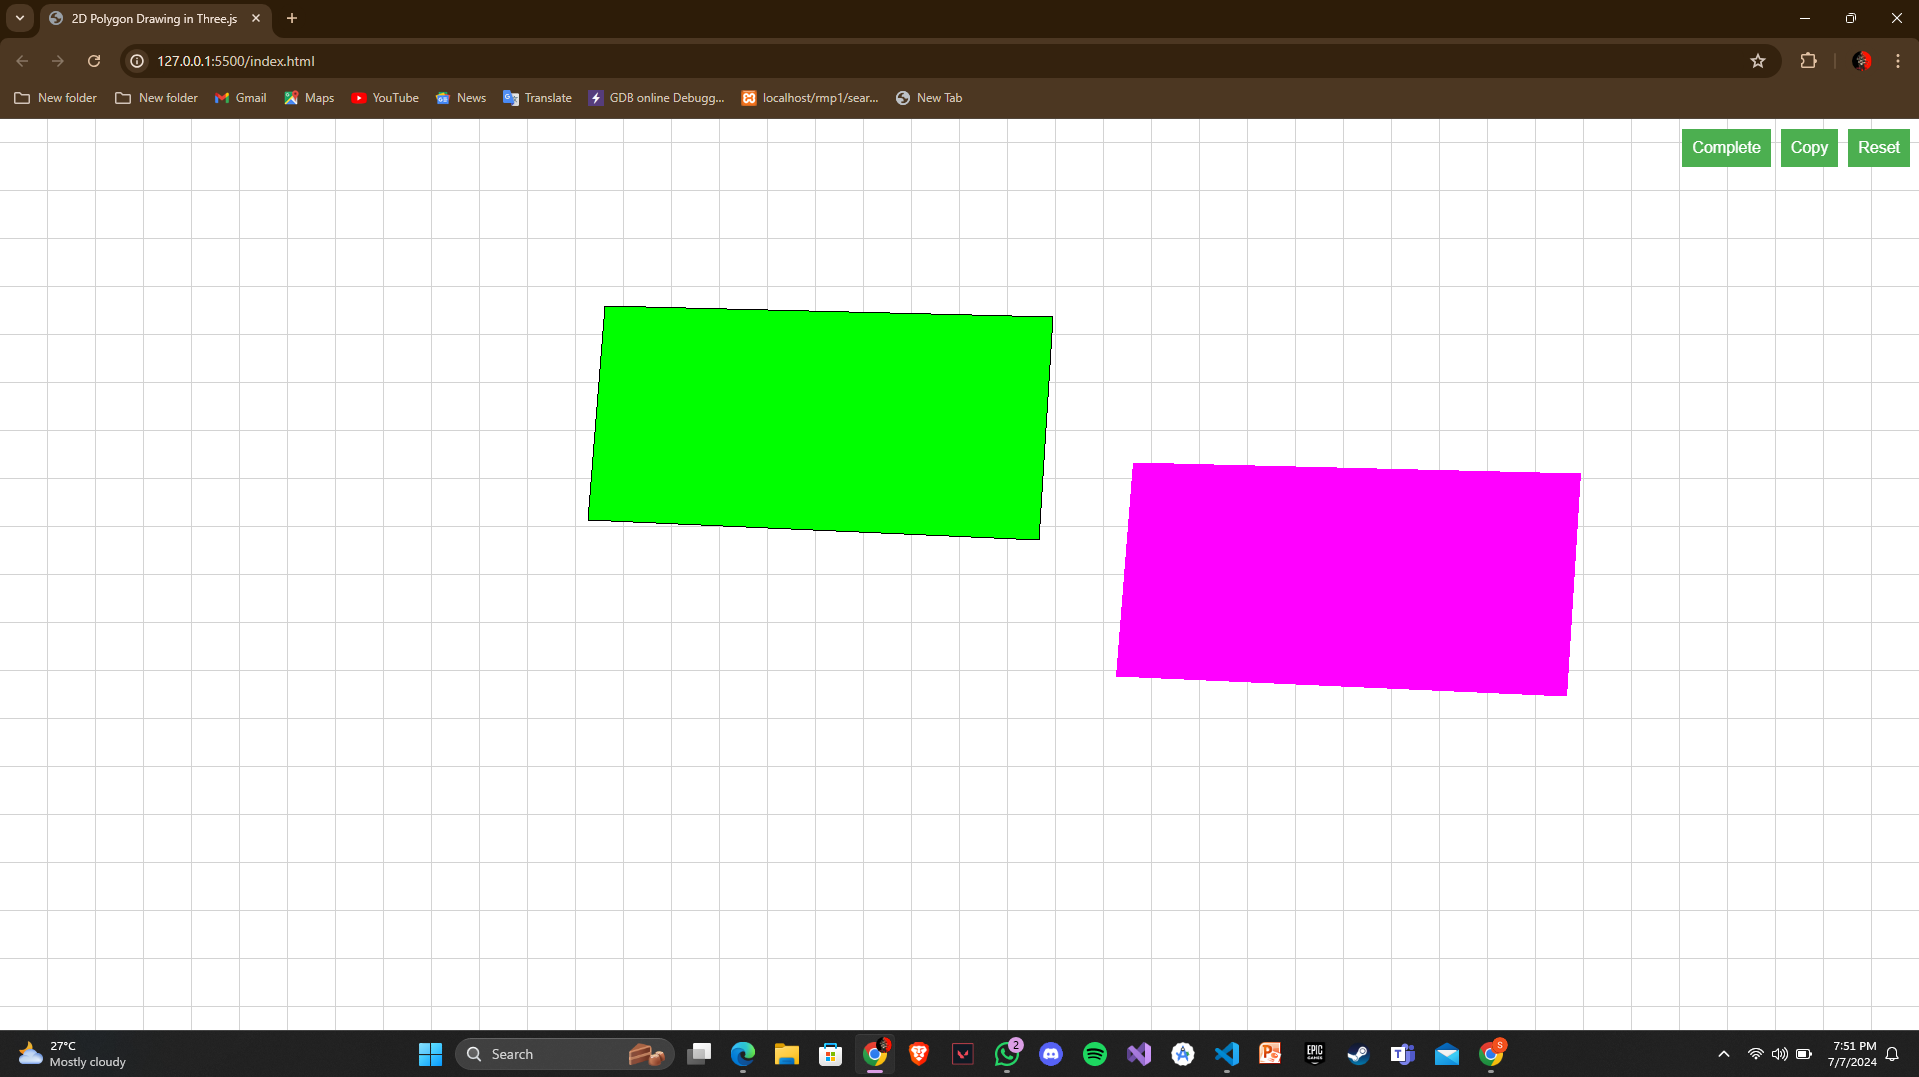 2D Polygon Drawing in Three.js
127.0.0.1:5500/index.html
New folder New folder Gmail Maps YouTube News Translate GDB online Debugg... localhost/rmp1/sear... New Tab
Complete Copy Reset
27°C
Mostly cloudy
Search
2
EPIC
GAMES
S
7:51 PM
7/7/2024